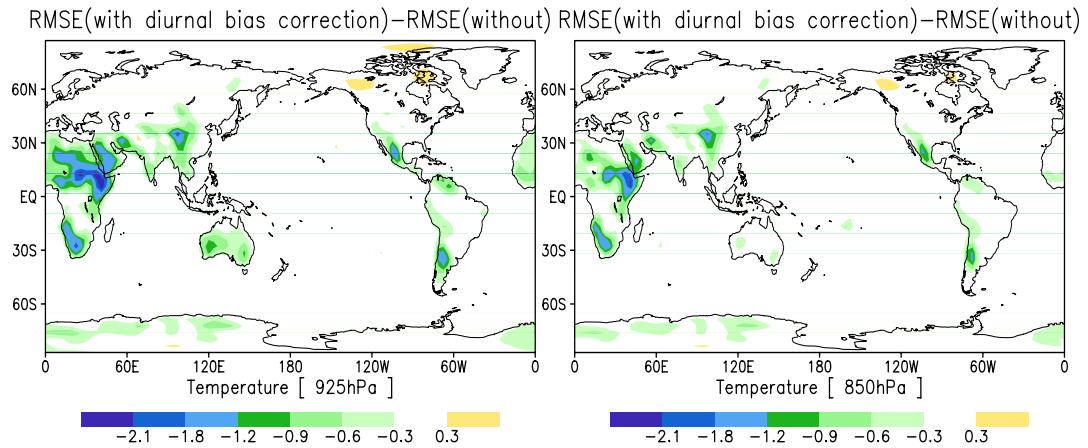 RMSE(with diurnal bias correction)-RMSE(without) RMSE(with diurnal bias correction)-RMSE(without)
60N 60N
30N 30N
EQ EQ
30S 30S
60S 60S
0 60E 120E 180 120W 60W 0 0 60E 120E 180 120W 60W 0
Temperature [ 925hPa ] Temperature [ 850hPa ]
-2.1 -1.8 -1.2 -0.9 -0.6 -0.3 0.3 -2.1 -1.8 -1.2 -0.9 -0.6 -0.3 0.3